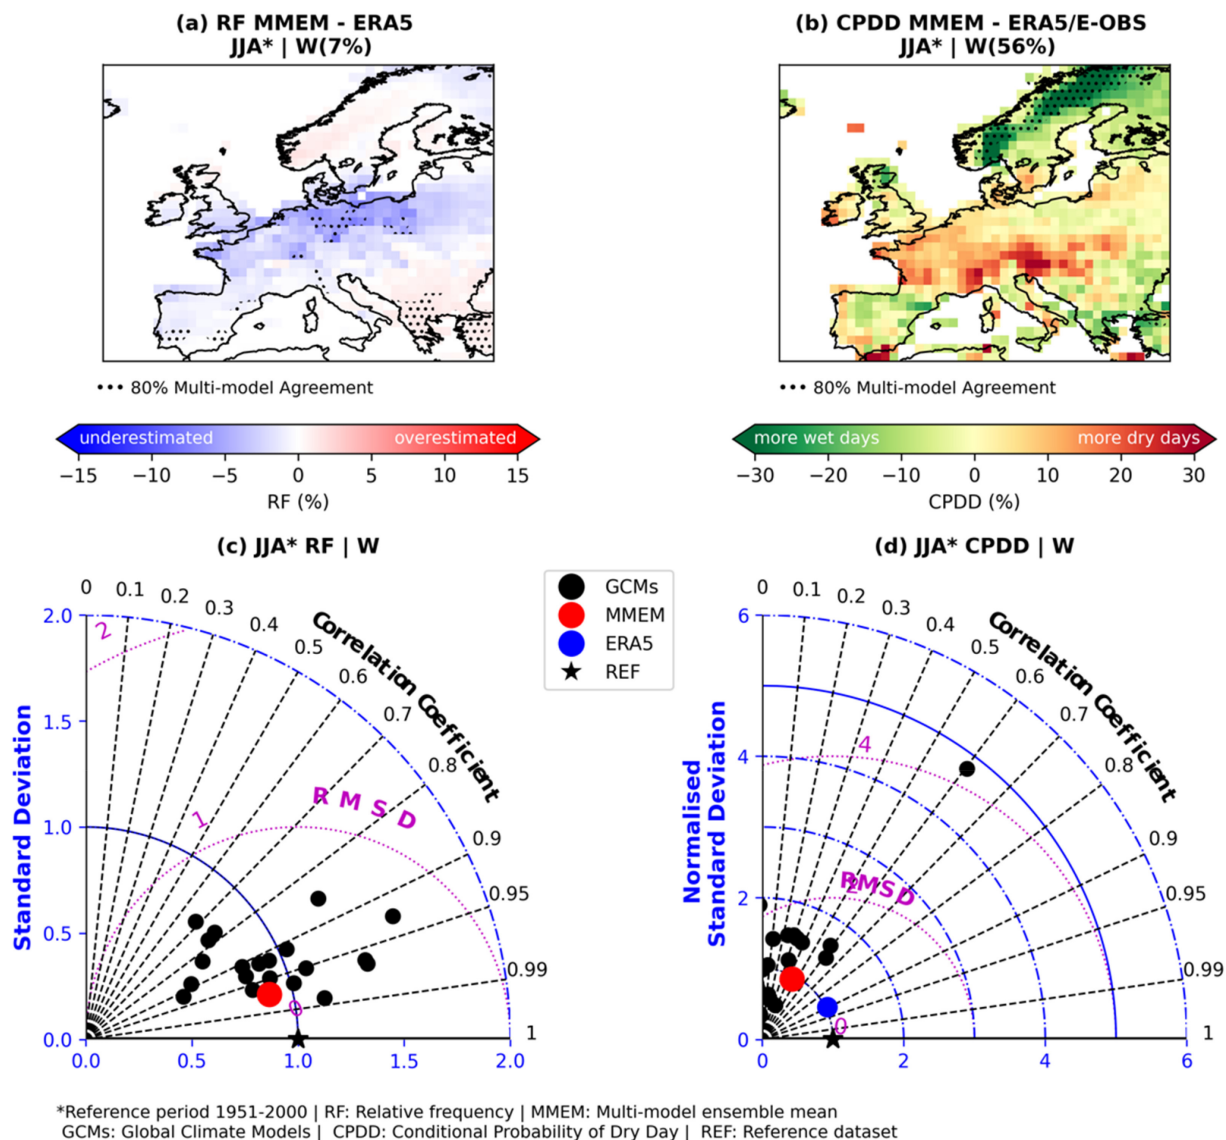 (a) RF MMEM - ERA5
JJA* | W(7%)
(b) CPDD MMEM - ERA5/E-OBS
JJA* | W(56%)
80% Multi-model Agreement
80% Multi-model Agreement
underestimated overestimated
−15 −10 −5 0 5 10 15
RF (%)
more wet days more dry days
−30 −20 −10 0 10 20 30
CPDD (%)
(c) JJA* RF | W
(d) JJA* CPDD | W
GCMs
MMEM
ERA5
REF
0 0.1 0.2 0.3 0.4 0.5 0.6 0.7 0.8 0.9 0.95 0.99 1
Correlation Coefficient
Standard Deviation
2.0
1.5
1.0
0.5
0.0
0.0 0.5 1.0 1.5 2.0
2
1
0
RMSD
0 0.1 0.2 0.3 0.4 0.5 0.6 0.7 0.8 0.9 0.95 0.99 1
Correlation Coefficient
Normalised
Standard Deviation
6
4
2
0
0 2 4 6
4
2
0
RMSD
*Reference period 1951-2000 | RF: Relative frequency | MMEM: Multi-model ensemble mean
GCMs: Global Climate Models | CPDD: Conditional Probability of Dry Day | REF: Reference dataset